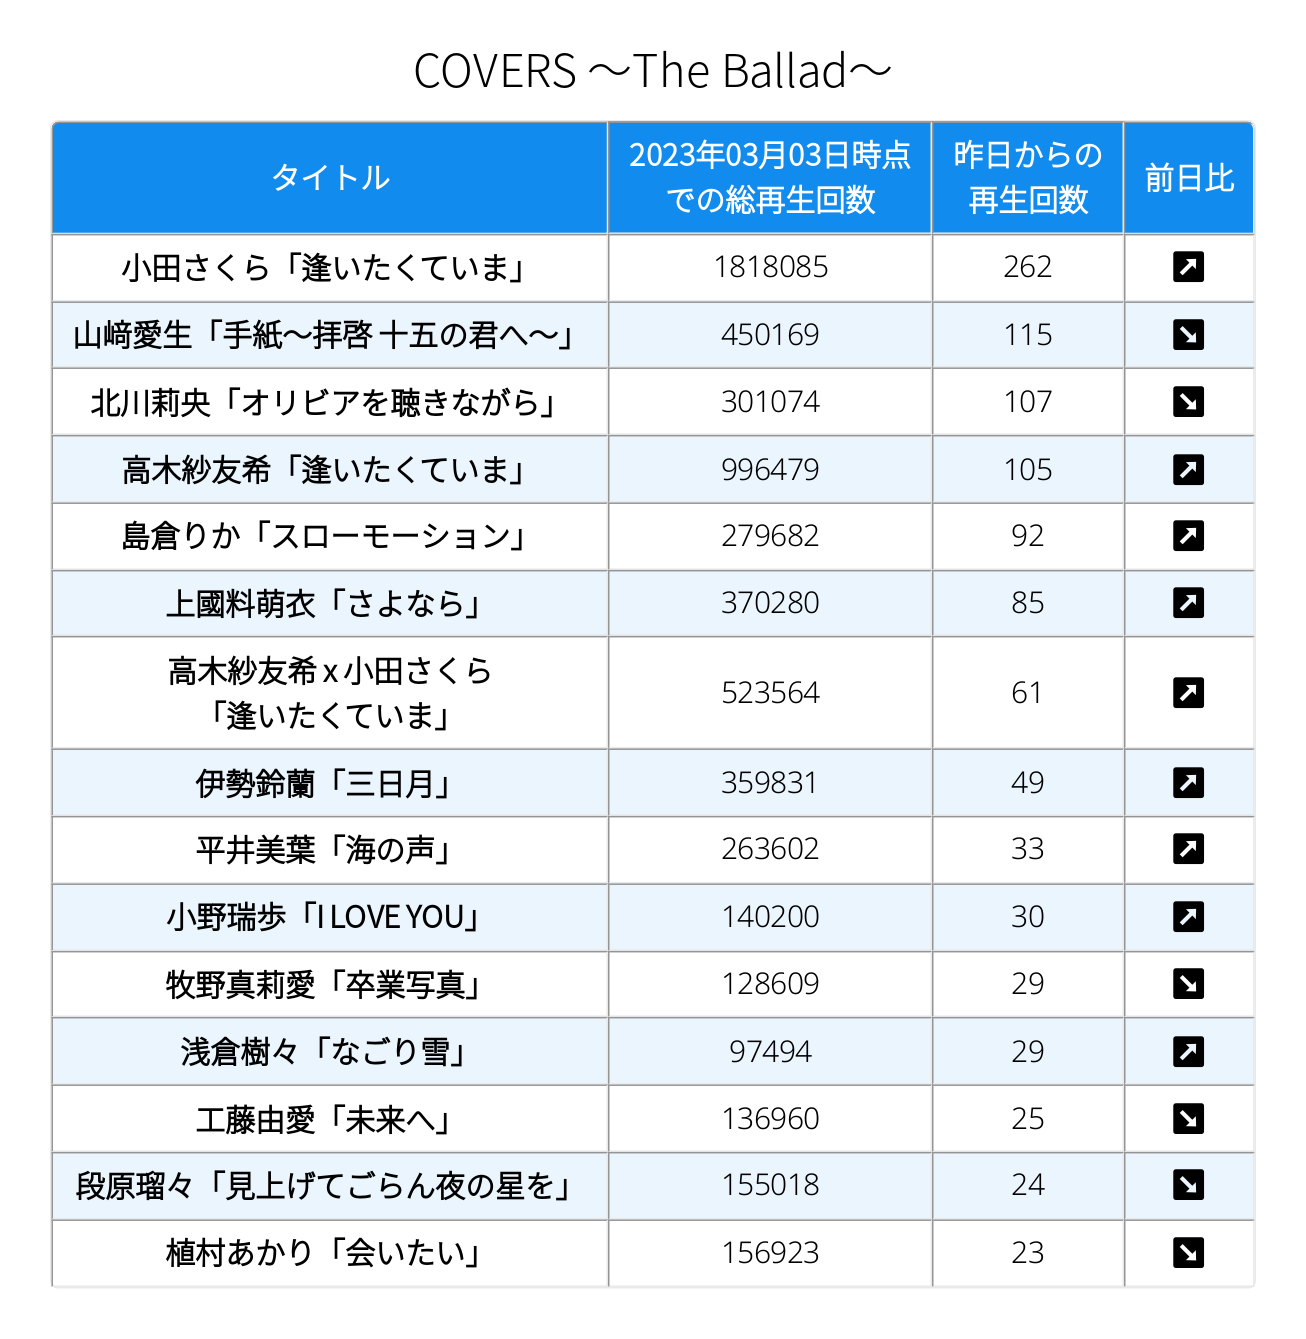 COVERS ～The Ballad～
タイトル
2023年03月03日時点
での総再生回数
昨日からの
再生回数
前日比
小田さくら「逢いたくていま」 1818085 262
山﨑愛生「手紙～拝啓 十五の君へ～」 450169 115
北川莉央「オリビアを聴きながら」 301074 107
高木紗友希「逢いたくていま」 996479 105
島倉りか「スローモーション」 279682 92
上國料萌衣「さよなら」 370280 85
高木紗友希 x 小田さくら
「逢いたくていま」 523564 61
伊勢鈴蘭「三日月」 359831 49
平井美葉「海の声」 263602 33
小野瑞歩「I LOVE YOU」 140200 30
牧野真莉愛「卒業写真」 128609 29
浅倉樹々「なごり雪」 97494 29
工藤由愛「未来へ」 136960 25
段原瑠々「見上げてごらん夜の星を」 155018 24
植村あかり「会いたい」 156923 23